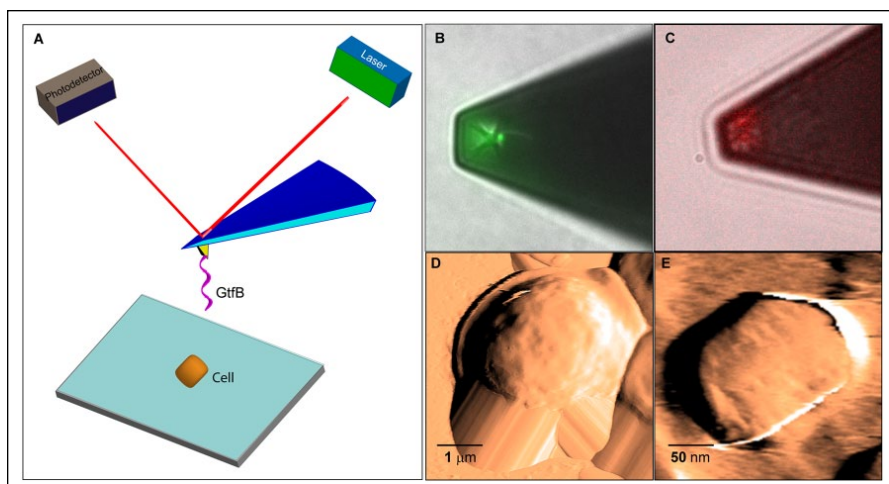 A
Photodetector
Laser
GtfB
Cell
B
C
D
1 µm
E
50 nm